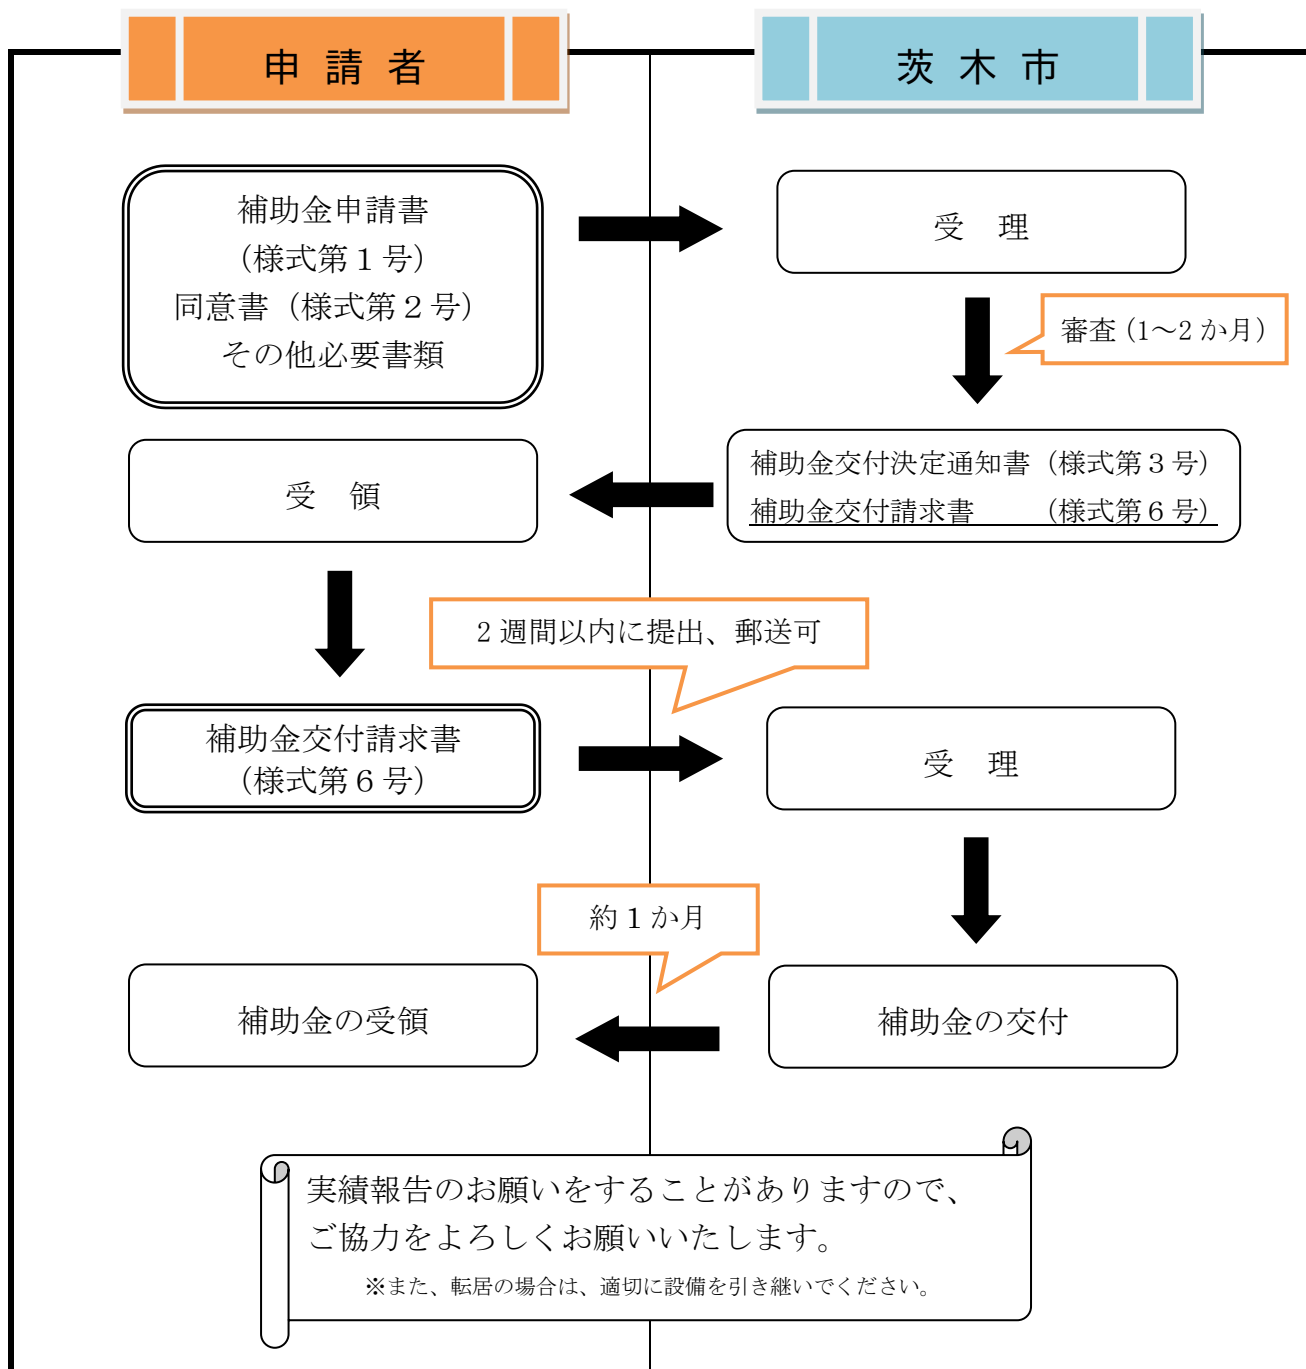 申 請 者
茨 木 市
補助金申請書
（様式第１号）
同意書（様式第２号）
その他必要書類
受　理
審査（1～2 か月）
補助金交付決定通知書（様式第３号）
補助金交付請求書　　　（様式第６号）
受　領
２週間以内に提出、郵送可
補助金交付請求書
（様式第６号）
受　理
約１か月
補助金の受領
補助金の交付
実績報告のお願いをすることがありますので、
ご協力をよろしくお願いいたします。
※また、転居の場合は、適切に設備を引き継いでください。